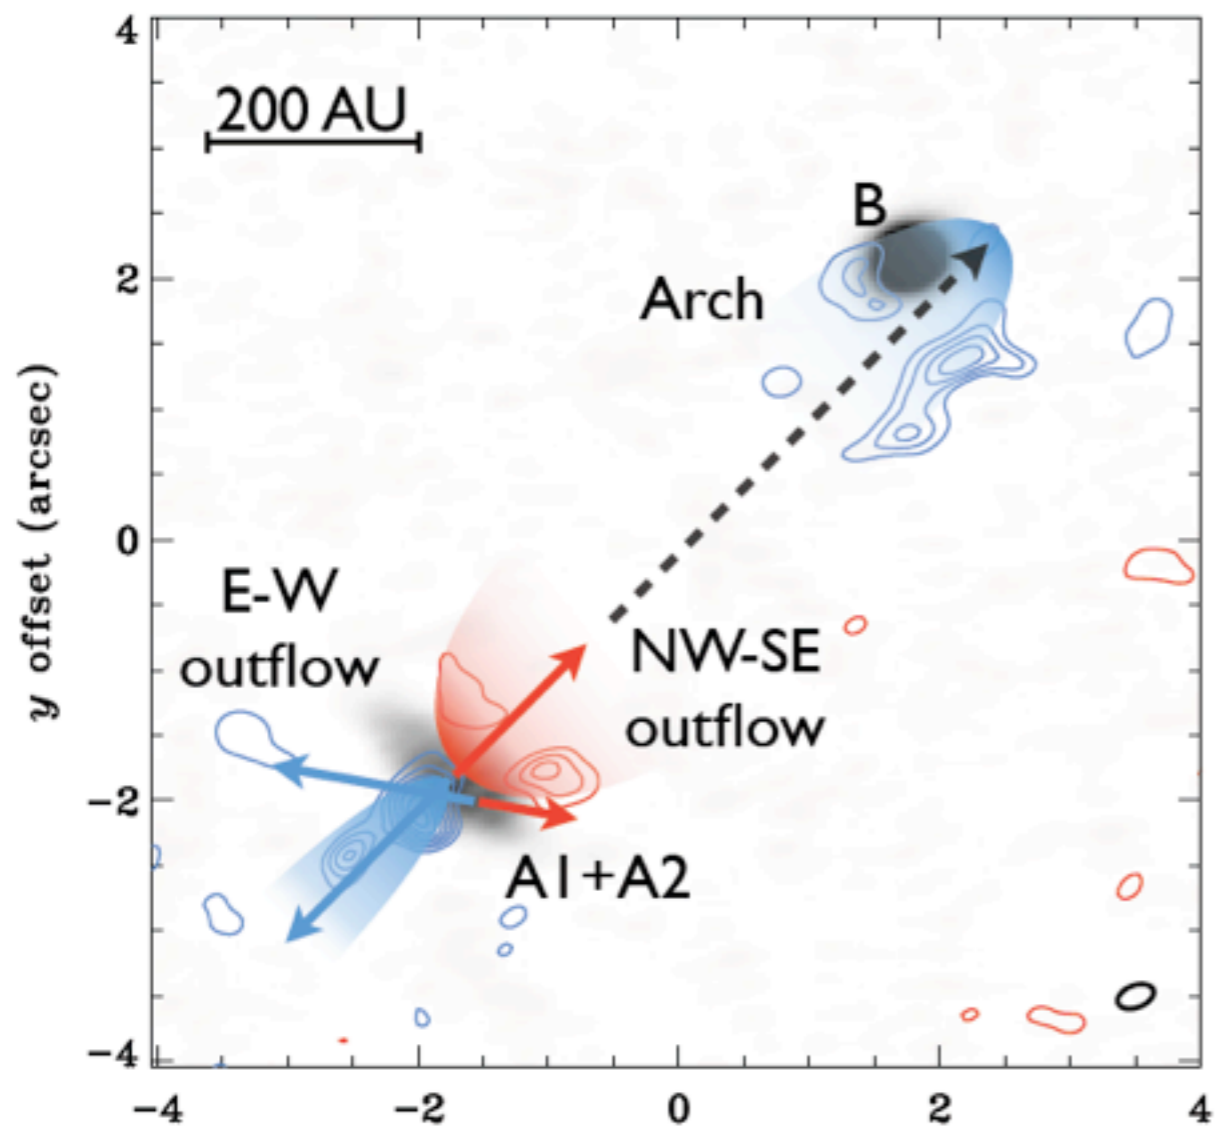 4
200 AU
B
2
Arch
y offset (arcsec)
0
E-W
outflow
NW-SE
outflow
−2
A1+A2
−4
−4 −2 0 2 4